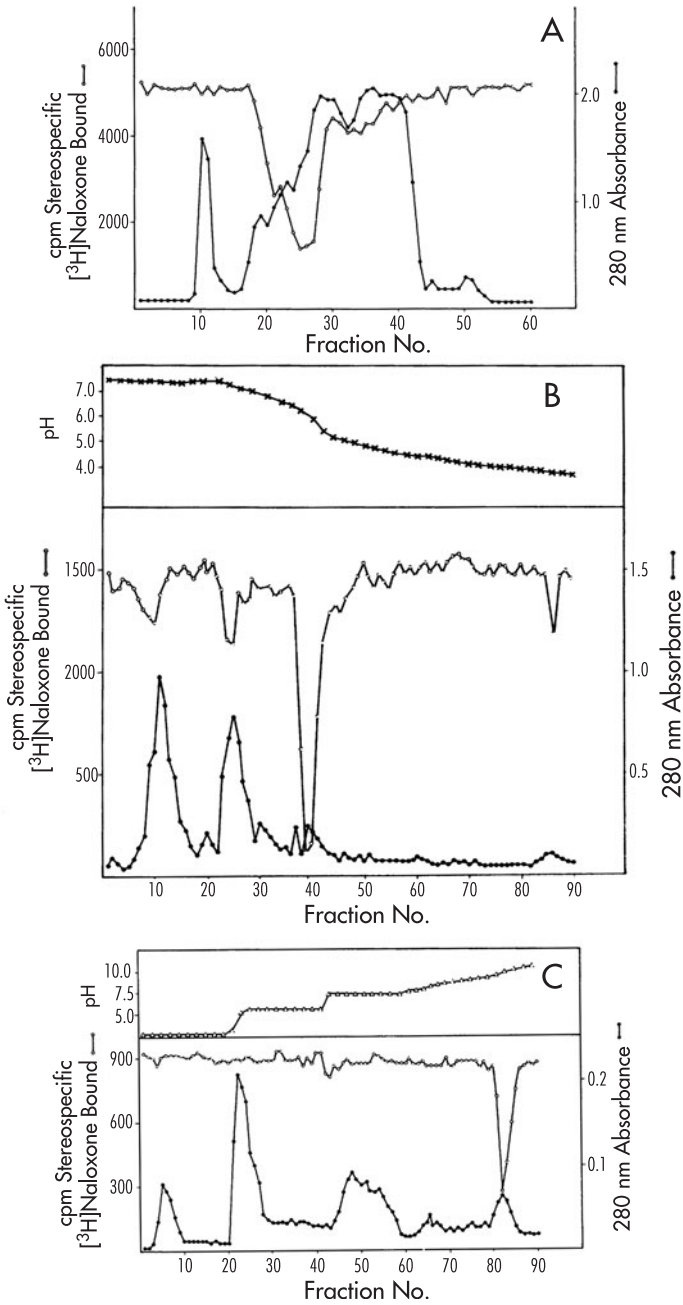 A
6000
4000
2000
cpm Stereospecific
[³H]Naloxone Bound
2.0
1.0
280 nm Absorbance
10 20 30 40 50 60
Fraction No.
B
7.0
6.0
5.0
4.0
pH
1500
2000
500
cpm Stereospecific
[³H]Naloxone Bound
1.5
1.0
0.5
280 nm Absorbance
10 20 30 40 50 60 70 80 90
Fraction No.
C
10.0
7.5
5.0
pH
900
600
300
cpm Stereospecific
[³H]Naloxone Bound
0.2
0.1
280 nm Absorbance
10 20 30 40 50 60 70 80 90
Fraction No.